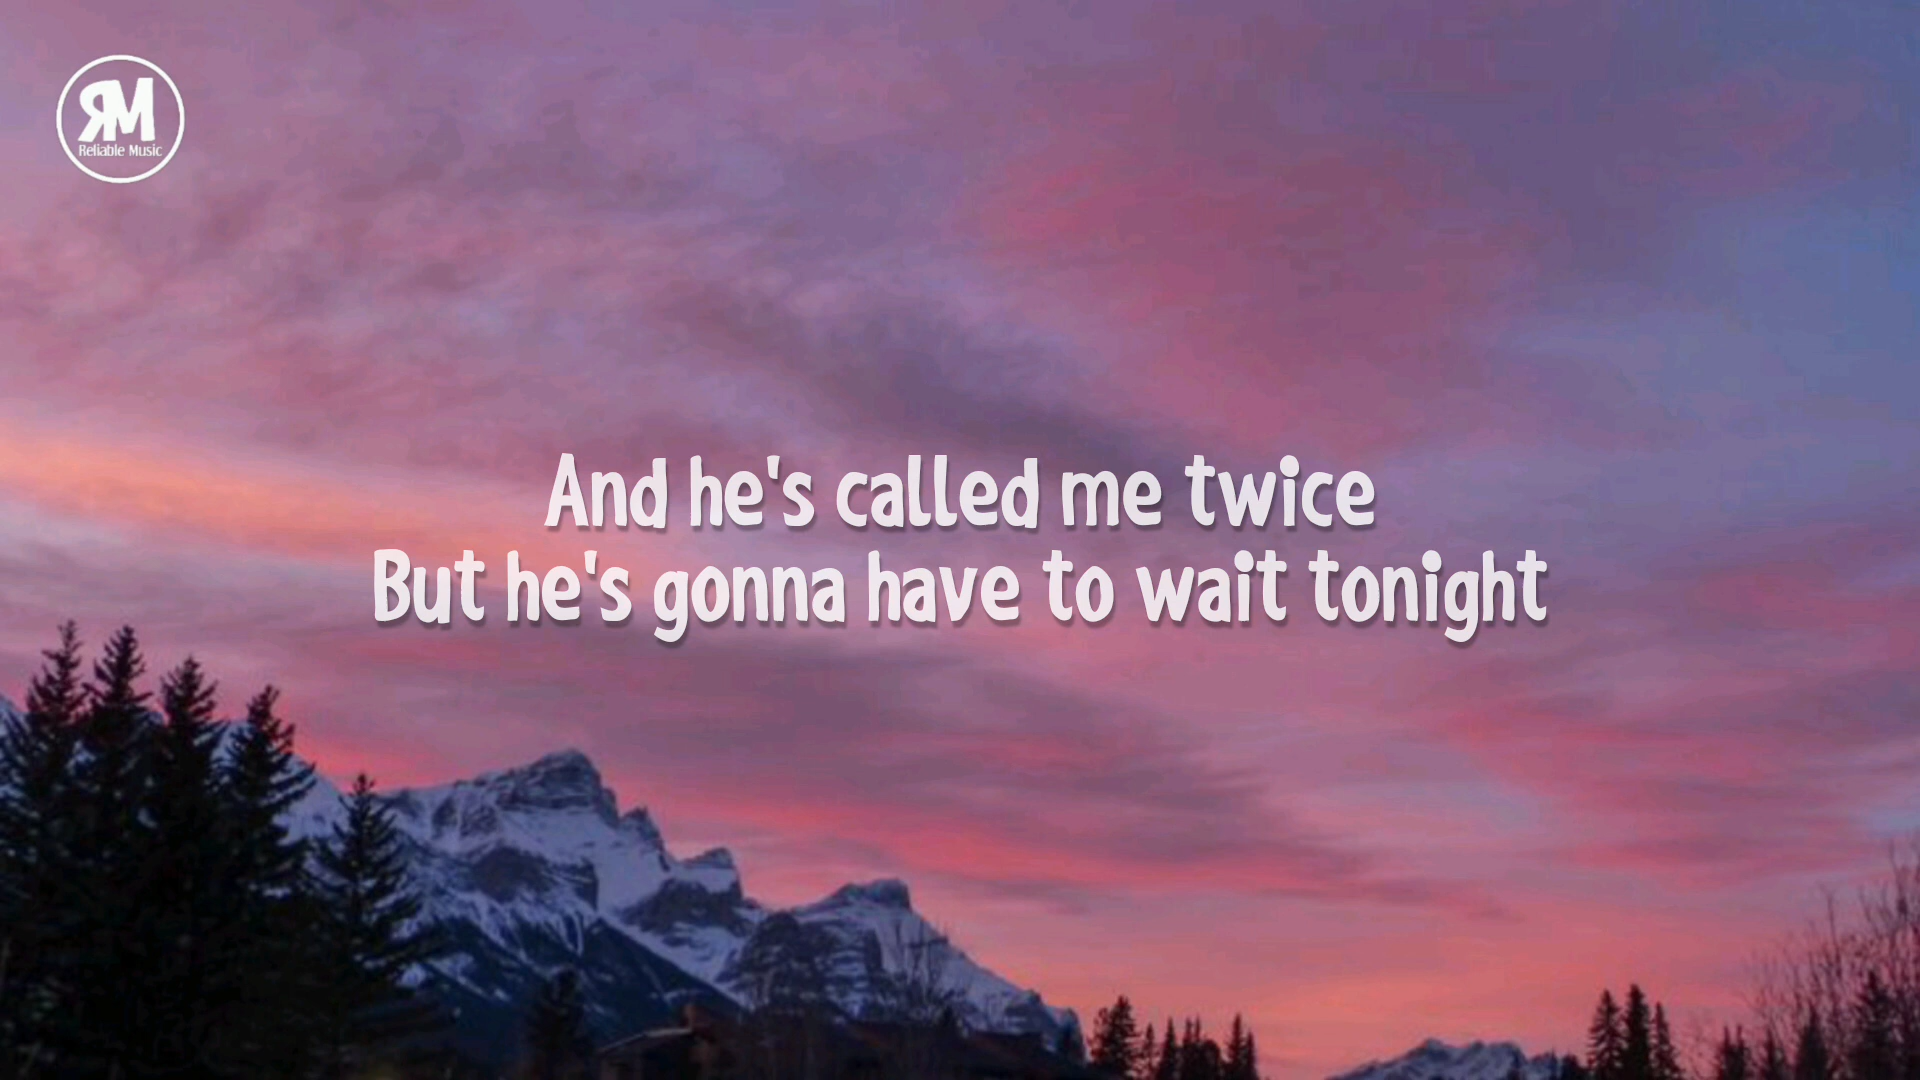 RM
Reliable Music
And he's called me twice
But he's gonna have to wait tonight